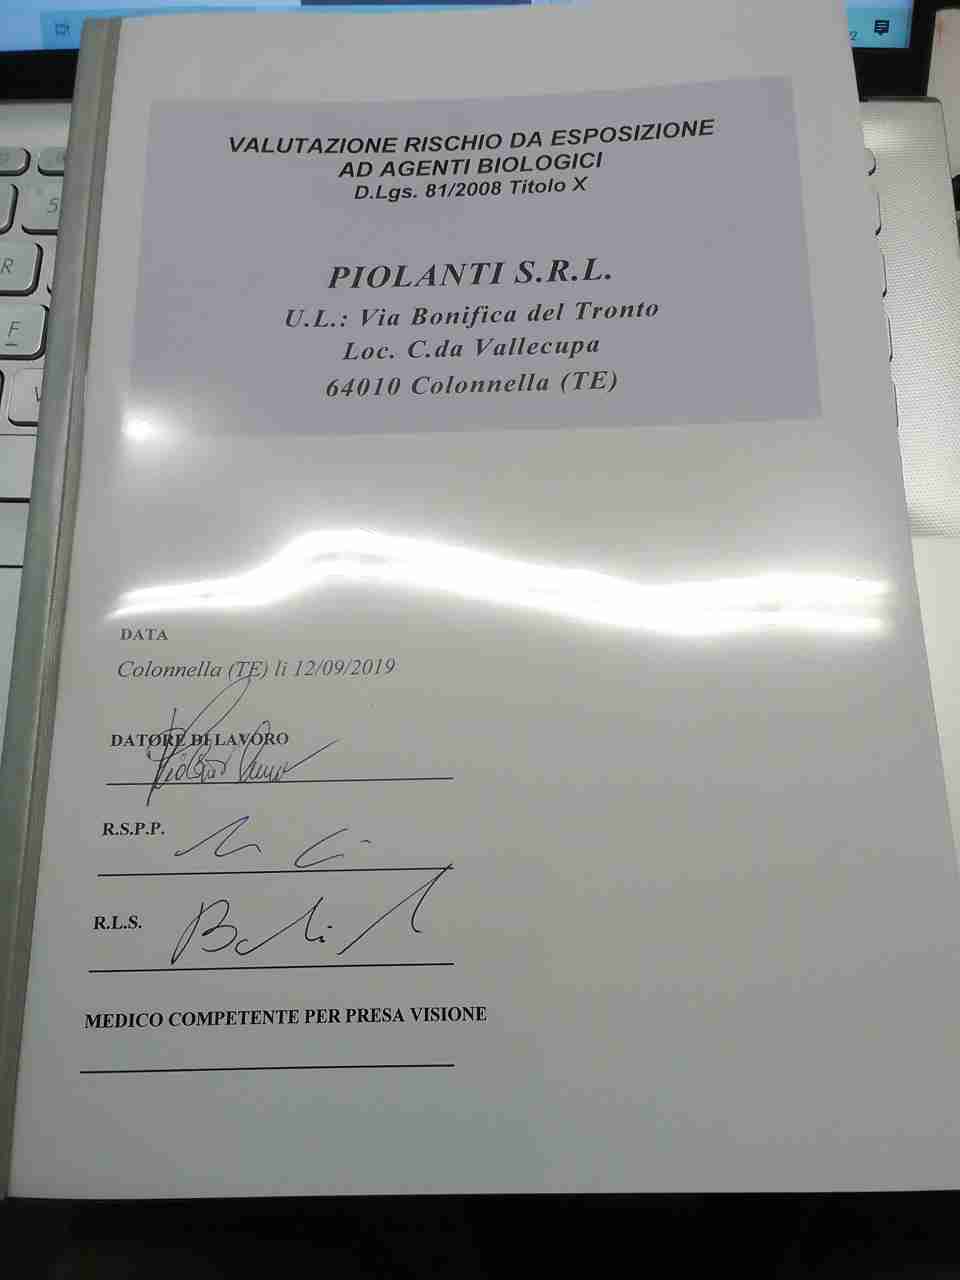 VALUTAZIONE RISCHIO DA ESPOSIZIONE
AD AGENTI BIOLOGICI
D.Lgs. 81/2008 Titolo X
PIOLANTI S.R.L.
U.L.: Via Bonifica del Tronto
Loc. C.da Vallecupa
64010 Colonnella (TE)
DATA
Colonnella (TE) li 12/09/2019
DATORE DI LAVORO
R.S.P.P.
R.L.S.
MEDICO COMPETENTE PER PRESA VISIONE